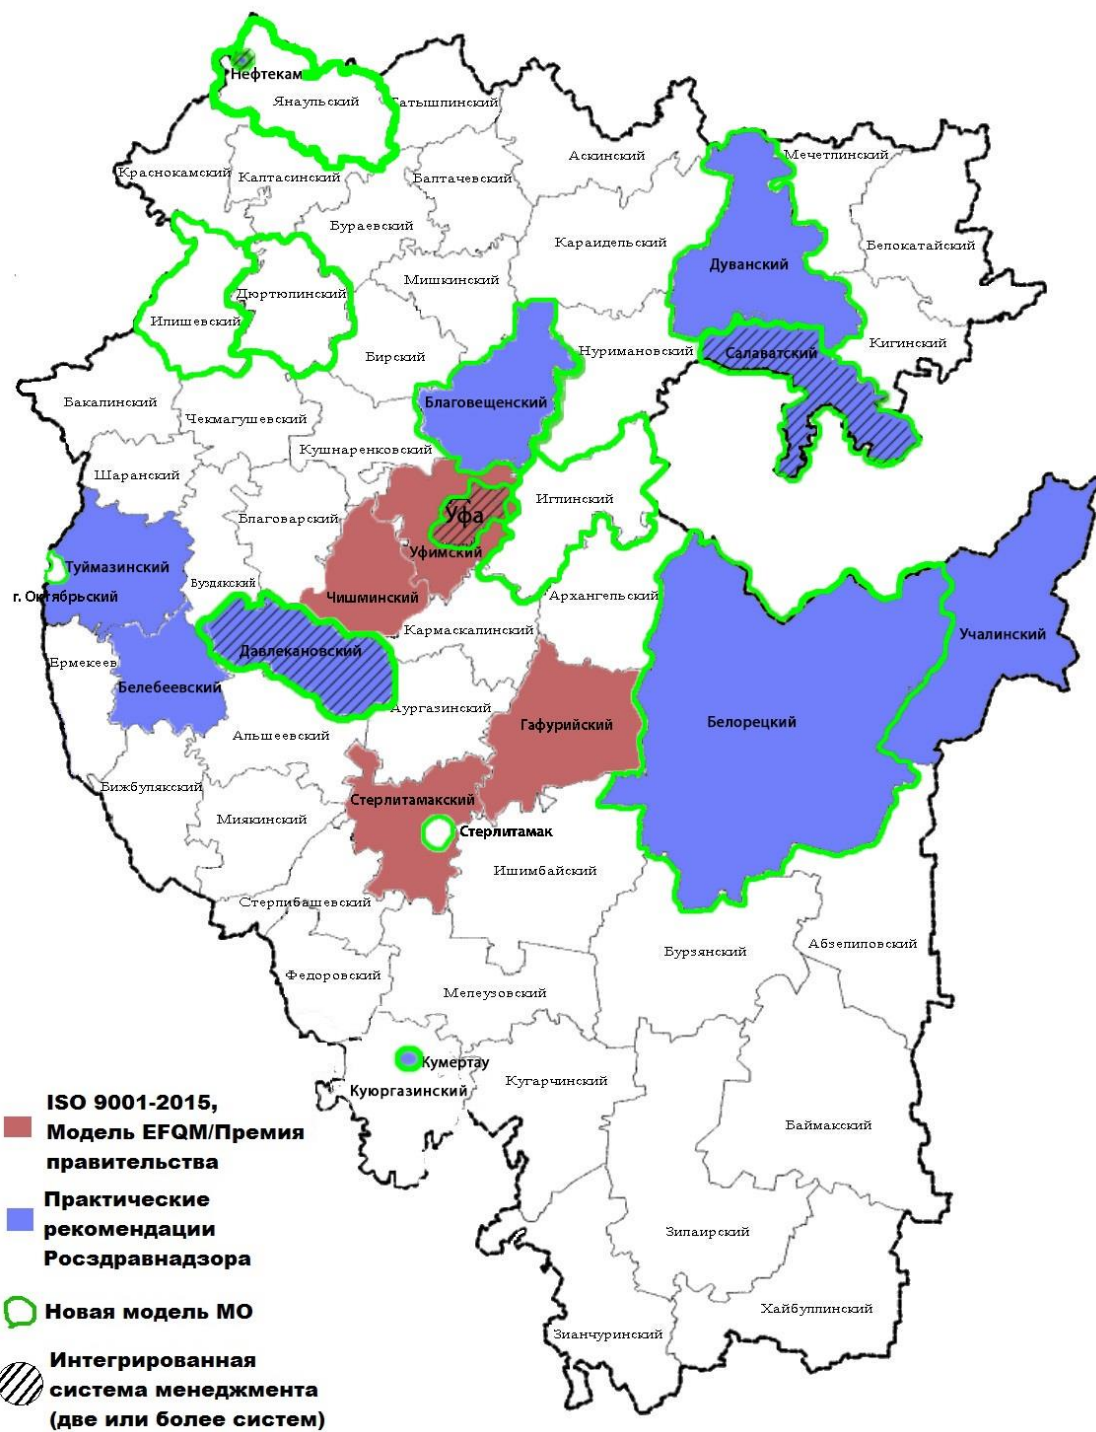 Нефтекам
Янаульский
Татышлинский
Аскинский
Мечетлинский
Краснокамский
Калтасинский
Балтачевский
Бураевский
Караидельский
Белокатайский
Дуванский
Мишкинский
Дюртюлинский
Илишевский
Кигинский
Бирский
Нуримановский
Салаватский
Бакалинский
Благовещенский
Чекмагушевский
Кушнаренковский
Шаранский
Иглинский
Благоварский
Уфа
Уфимский
Туймазинский
Буздякский
г. Октябрьский
Чишминский
Архангельский
Кармаскалинский
Учалинский
Давлекановский
Ермекеев
Белебеевский
Аургазинский
Гафурийский
Белорецкий
Альшеевский
Бижбулякский
Стерлитамакский
Миякинский
Стерлитамак
Ишимбайский
Стерлибашевский
Бурзянский
Абзелиловский
Федоровский
Мелеузовский
Кумертау
Куюргазинский
Кугарчинский
Баймакский
Зилаирский
Хайбуллинский
Зианчуринский
ISO 9001-2015,
Модель EFQM/Премия
правительства
Практические
рекомендации
Росздравнадзора
Новая модель МО
Интегрированная
система менеджмента
(две или более систем)